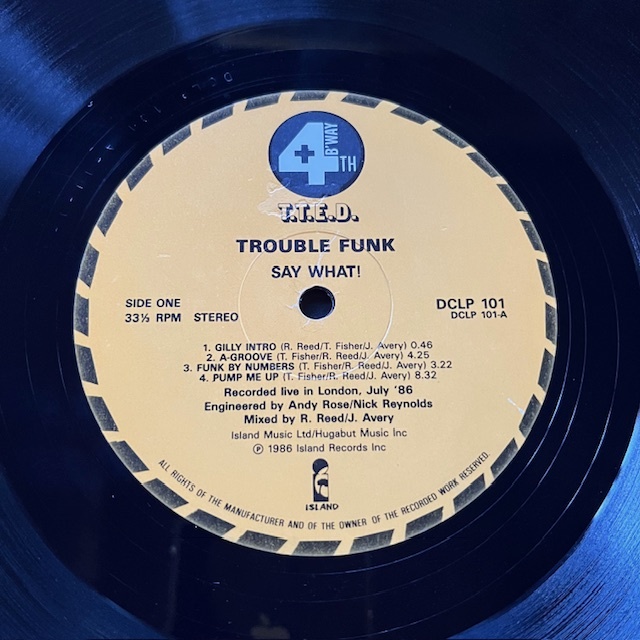 4TH B'WAY
T.T.E.D.
TROUBLE FUNK
SAY WHAT!
SIDE ONE
33⅓ RPM STEREO
DCLP 101
DCLP 101-A
1. GILLY INTRO (R. Reed/T. Fisher/J. Avery) 0.46
2. A-GROOVE (T. Fisher/R. Reed/J. Avery) 4.25
3. FUNK BY NUMBERS (T. Fisher/R. Reed/J. Avery) 3.22
4. PUMP ME UP (T. Fisher/R. Reed/J. Avery) 8.32
Recorded live in London, July '86
Engineered by Andy Rose/Nick Reynolds
Mixed by R. Reed/J. Avery
Island Music Ltd/Hugabut Music Inc
℗ 1986 Island Records Inc
ISLAND
ALL RIGHTS OF THE MANUFACTURER AND OF THE OWNER OF THE RECORDED WORK RESERVED.